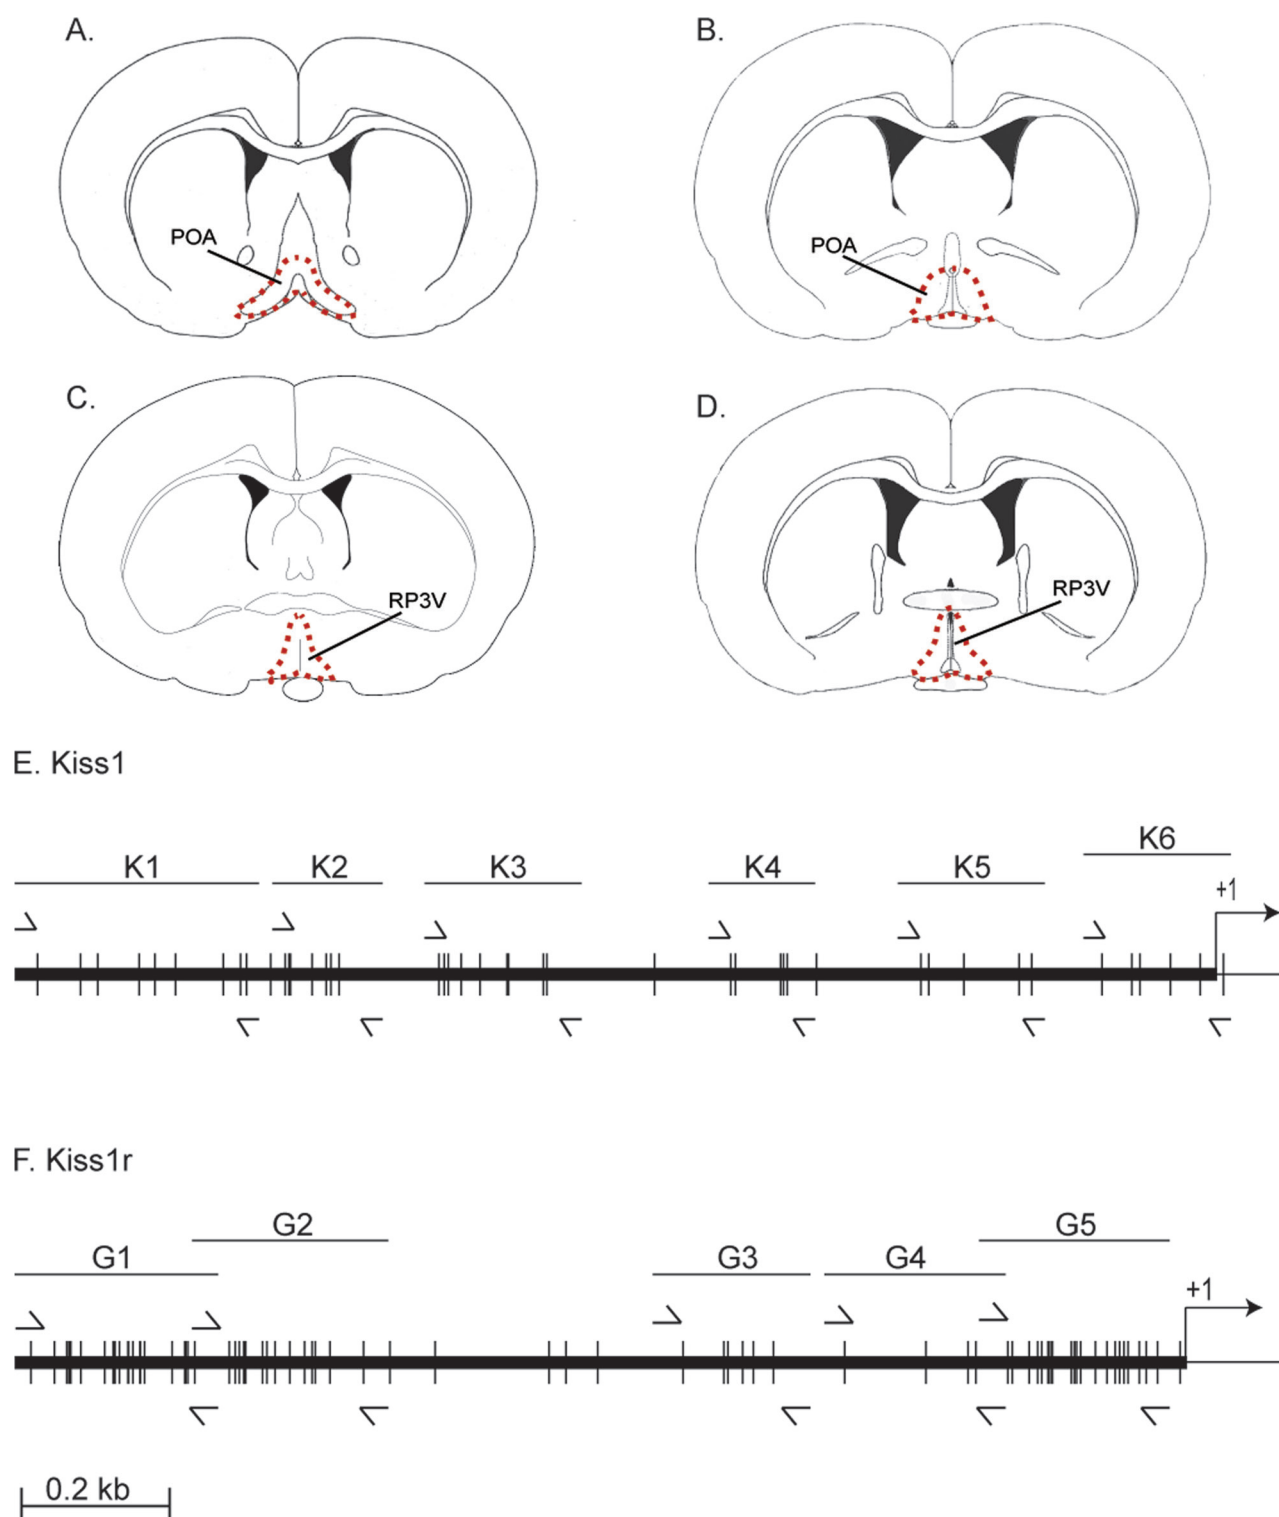 A.
B.
POA
POA
C.
D.
RP3V
RP3V
E. Kiss1
K1
K2
K3
K4
K5
K6
+1
F. Kiss1r
G1
G2
G3
G4
G5
+1
0.2 kb